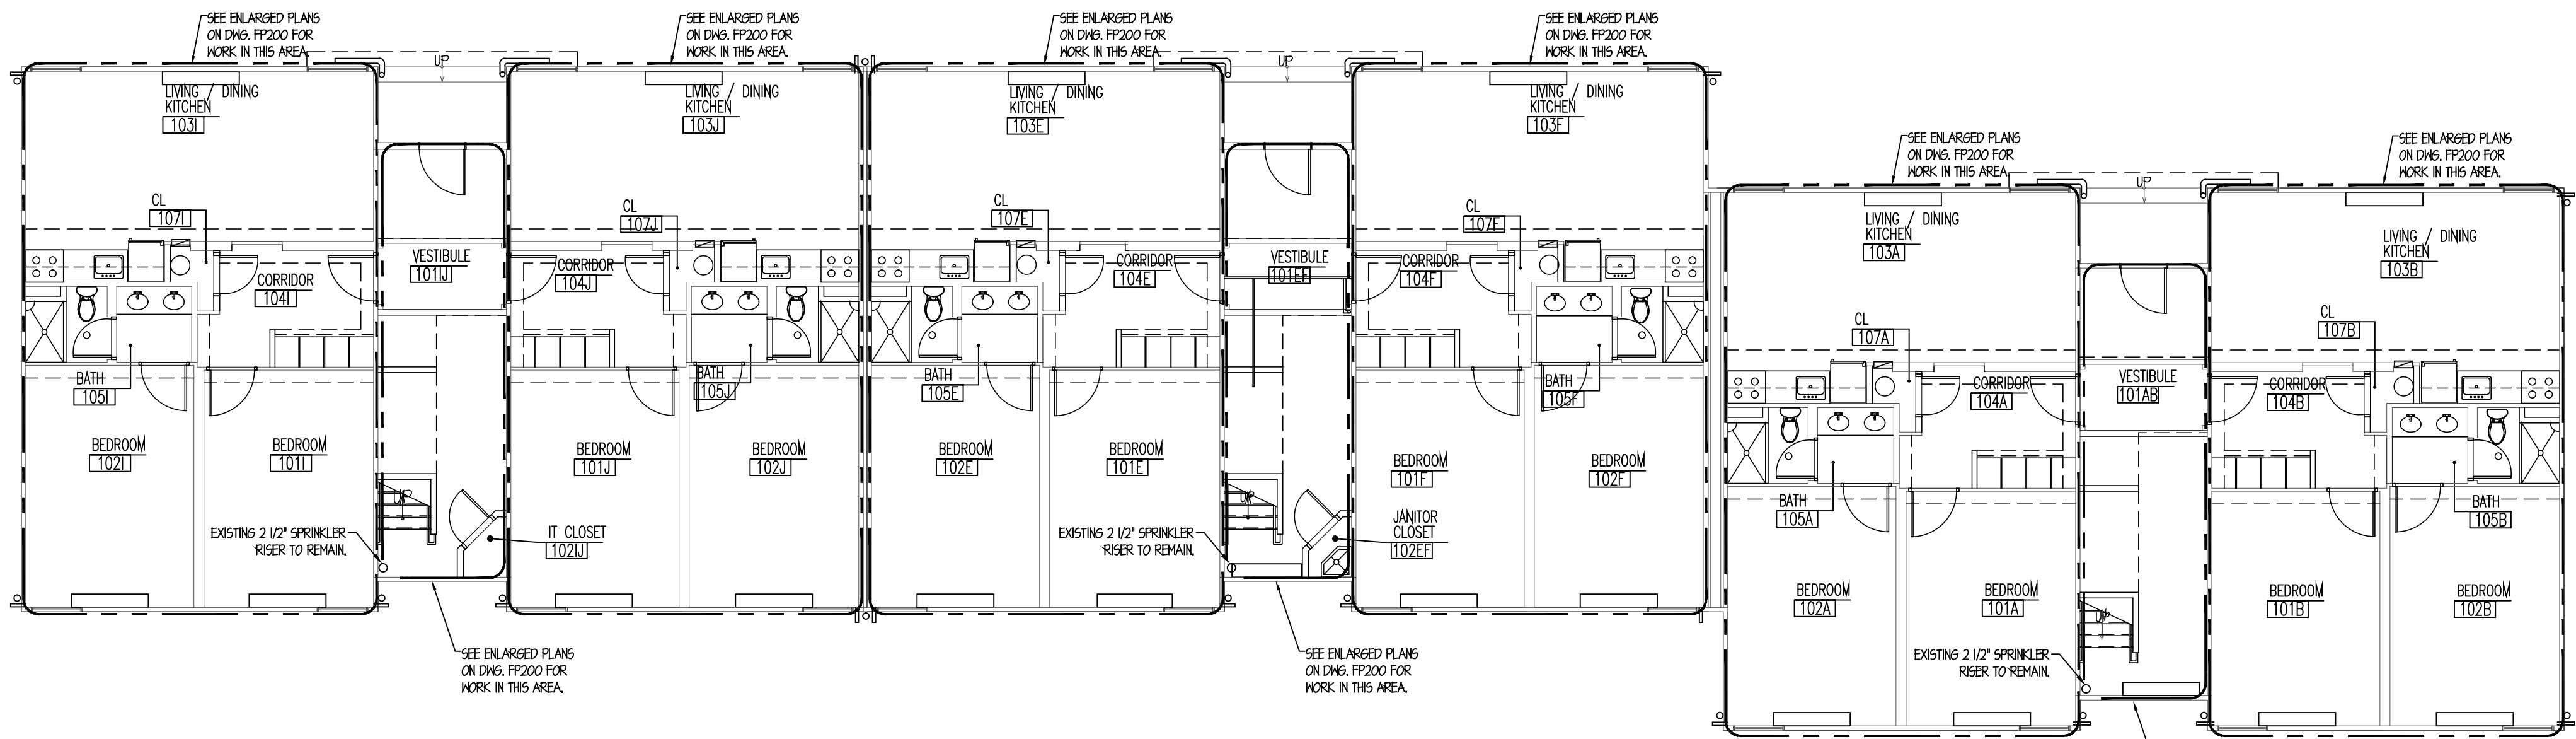 SEE ENLARGED PLANS
ON DWG. FP200 FOR
WORK IN THIS AREA.
SEE ENLARGED PLANS
ON DWG. FP200 FOR
WORK IN THIS AREA.
SEE ENLARGED PLANS
ON DWG. FP200 FOR
WORK IN THIS AREA.
SEE ENLARGED PLANS
ON DWG. FP200 FOR
WORK IN THIS AREA.
UP
UP
LIVING / DINING
KITCHEN
103I
LIVING / DINING
KITCHEN
103J
LIVING / DINING
KITCHEN
103E
LIVING / DINING
KITCHEN
103F
SEE ENLARGED PLANS
ON DWG. FP200 FOR
WORK IN THIS AREA.
SEE ENLARGED PLANS
ON DWG. FP200 FOR
WORK IN THIS AREA.
UP
CL
107I
CL
107J
CL
107E
CL
107F
LIVING / DINING
KITCHEN
103A
LIVING / DINING
KITCHEN
103B
CORRIDOR
104I
VESTIBULE
101IJ
CORRIDOR
104J
CORRIDOR
104E
VESTIBULE
101EF
CORRIDOR
104F
CL
107A
CL
107B
BATH
105I
BATH
105J
BATH
105E
BATH
105F
CORRIDOR
104A
VESTIBULE
101AB
CORRIDOR
104B
BEDROOM
102I
BEDROOM
101I
BEDROOM
101J
BEDROOM
102J
BEDROOM
102E
BEDROOM
101E
BEDROOM
101F
BEDROOM
102F
BATH
105A
BATH
105B
UP
UP
EXISTING 2 1/2" SPRINKLER
RISER TO REMAIN.
IT CLOSET
102IJ
EXISTING 2 1/2" SPRINKLER
RISER TO REMAIN.
JANITOR
CLOSET
102EF
BEDROOM
102A
BEDROOM
101A
UP
BEDROOM
101B
BEDROOM
102B
EXISTING 2 1/2" SPRINKLER
RISER TO REMAIN.
SEE ENLARGED PLANS
ON DWG. FP200 FOR
WORK IN THIS AREA.
SEE ENLARGED PLANS
ON DWG. FP200 FOR
WORK IN THIS AREA.